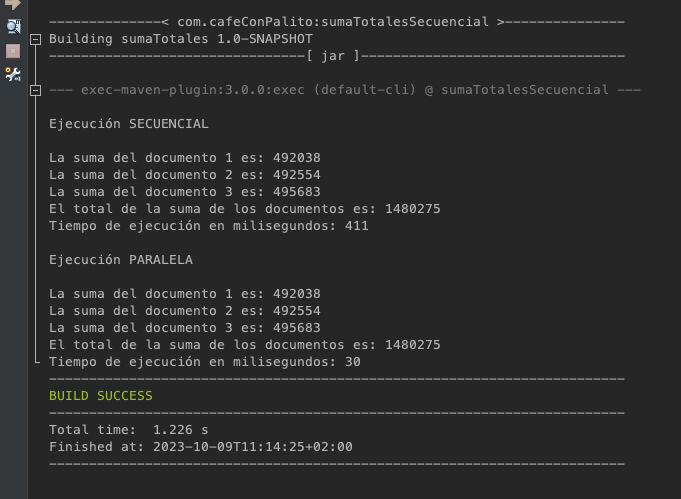 --------------< com.cafeConPalito:sumaTotalesSecuencial >---------------
Building sumaTotales 1.0-SNAPSHOT
--------------------------------[ jar ]---------------------------------
--- exec-maven-plugin:3.0.0:exec (default-cli) @ sumaTotalesSecuencial ---
Ejecución SECUENCIAL
La suma del documento 1 es: 492038
La suma del documento 2 es: 492554
La suma del documento 3 es: 495683
El total de la suma de los documentos es: 1480275
Tiempo de ejecución en milisegundos: 411
Ejecución PARALELA
La suma del documento 1 es: 492038
La suma del documento 2 es: 492554
La suma del documento 3 es: 495683
El total de la suma de los documentos es: 1480275
Tiempo de ejecución en milisegundos: 30
------------------------------------------------------------------------
BUILD SUCCESS
------------------------------------------------------------------------
Total time:  1.226 s
Finished at: 2023-10-09T11:14:25+02:00
------------------------------------------------------------------------